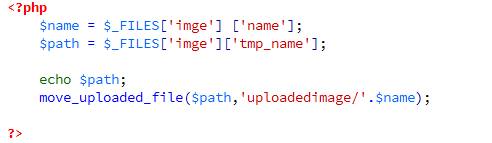 <?php
$name = $_FILES['imge'] ['name'];
$path = $_FILES['imge']['tmp_name'];
echo $path;
move_uploaded_file($path,'uploadedimage/'.$name);
?>